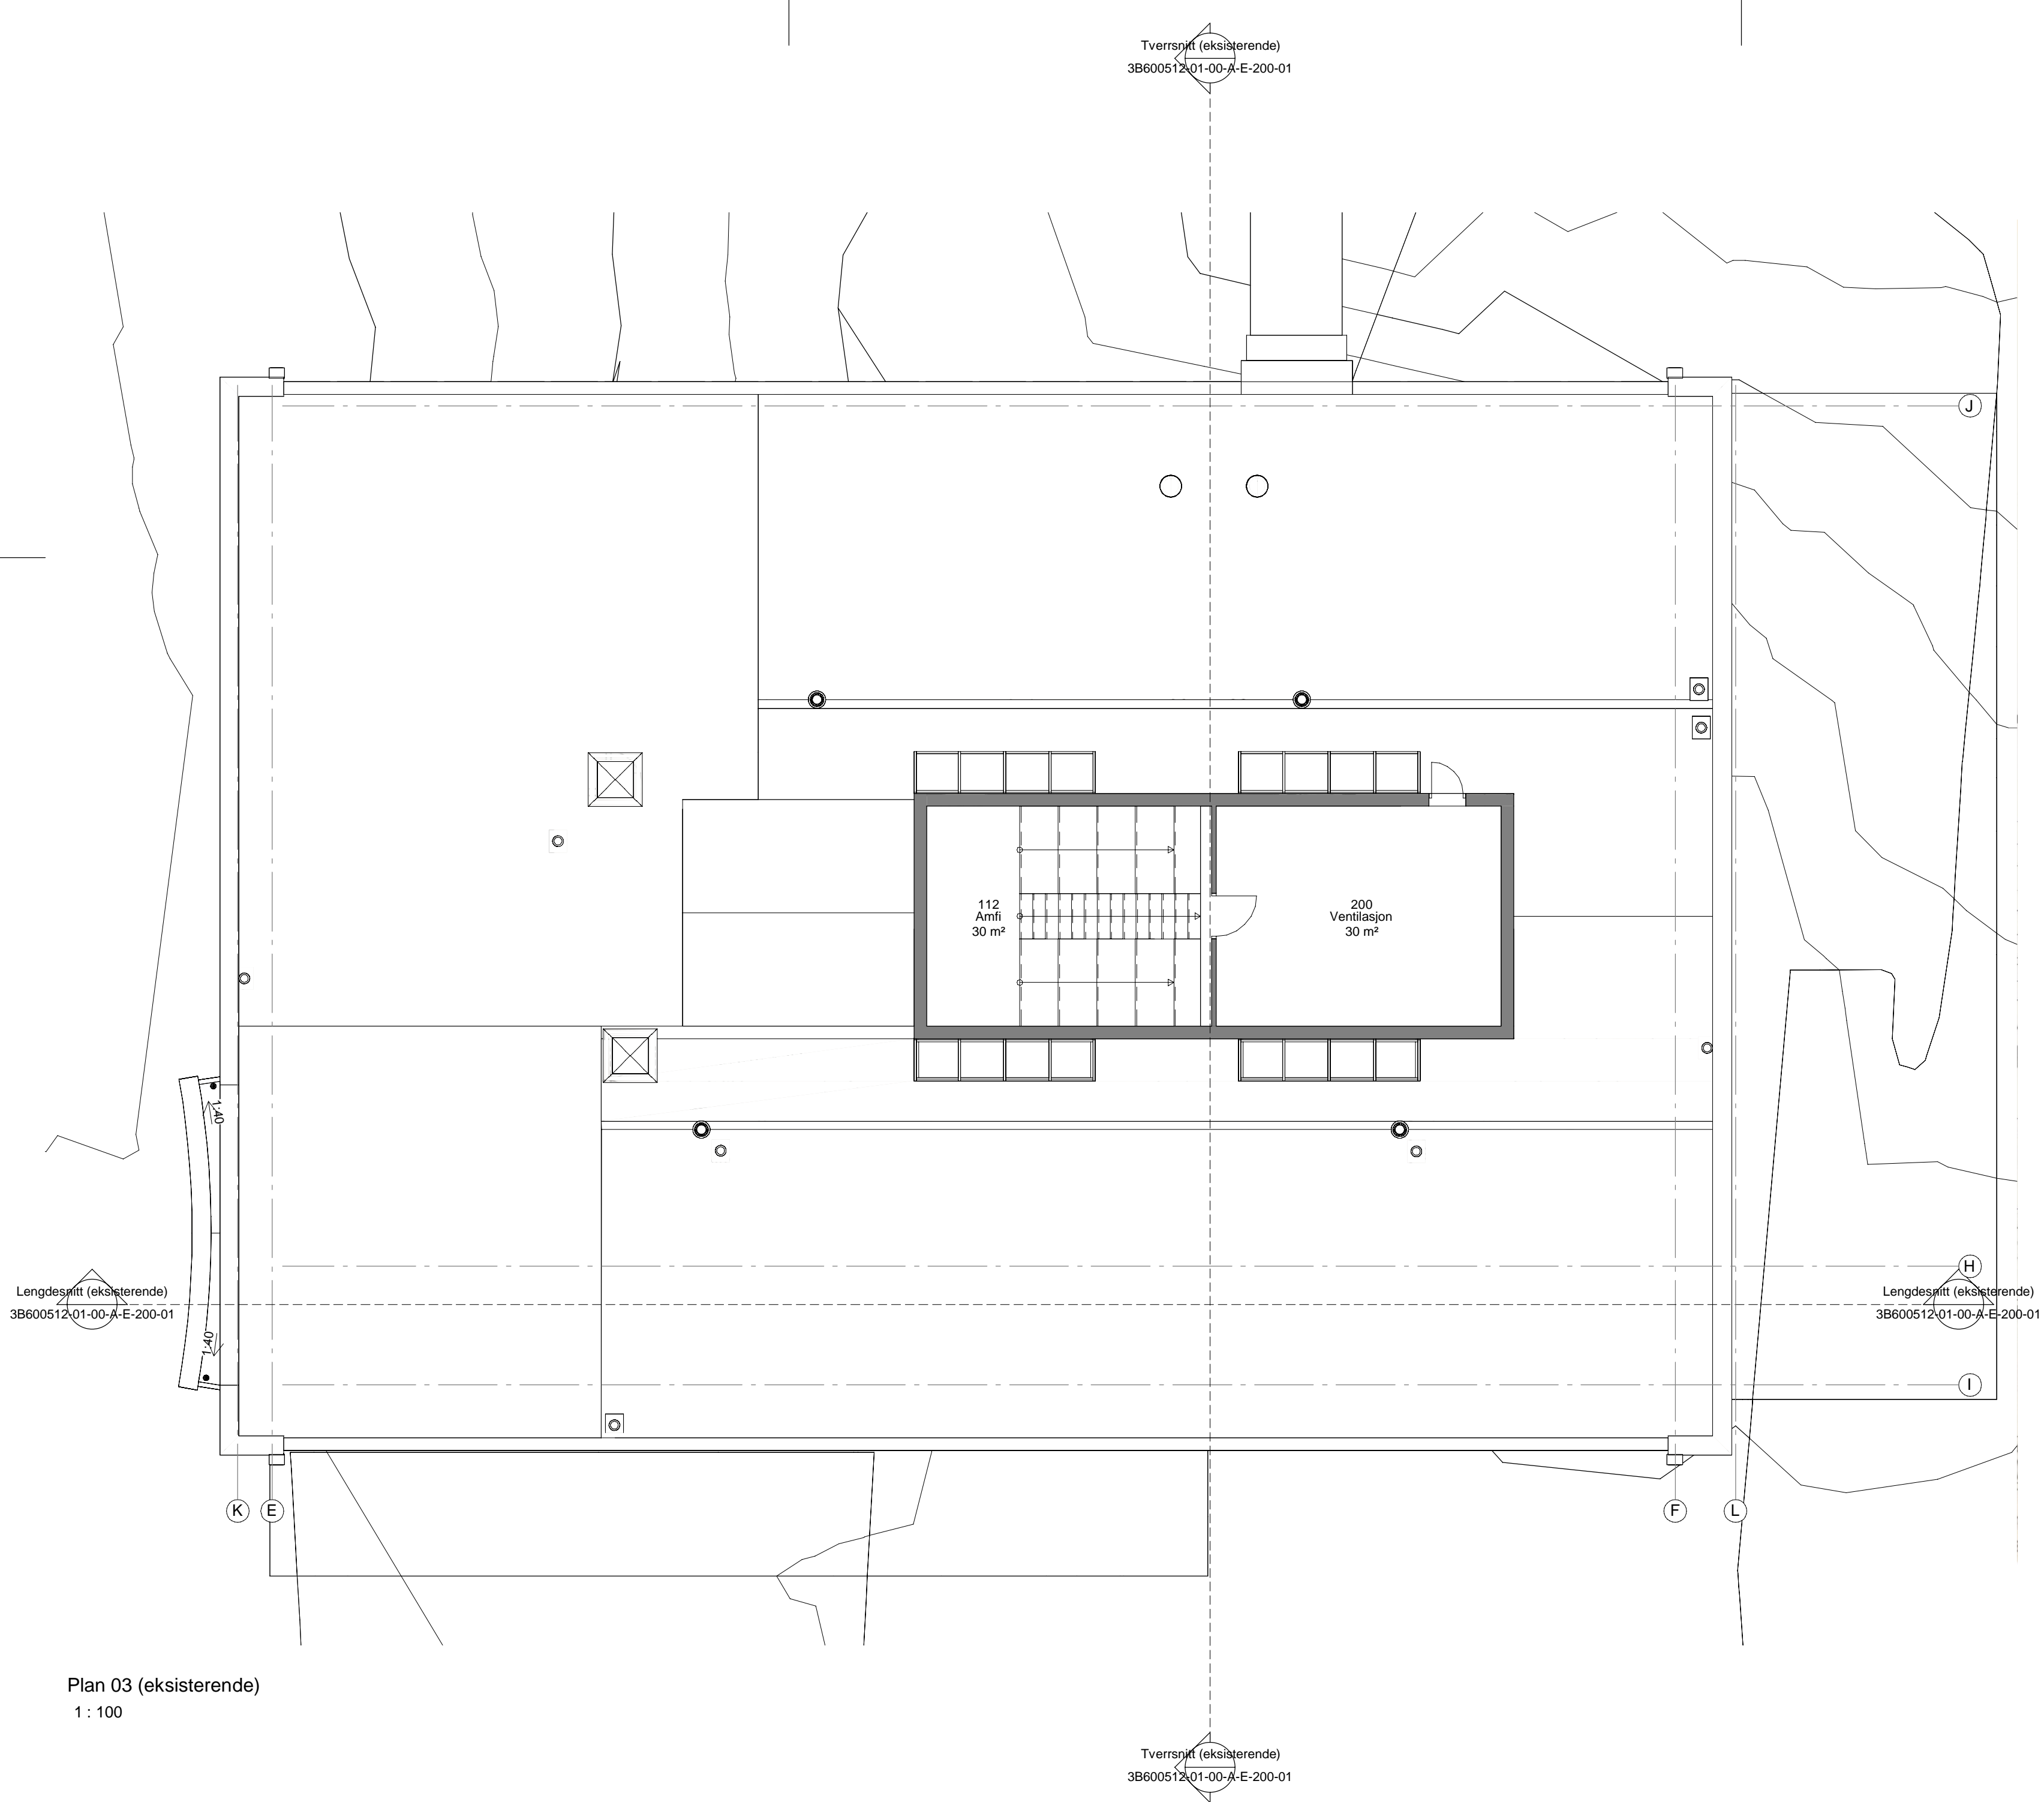 Tverrsnitt (eksisterende)
3B600512-01-00-A-E-200-01
J
112
Amfi
30 m²
200
Ventilasjon
30 m²
1:40
H
Lengdesnitt (eksisterende)
3B600512-01-00-A-E-200-01
Lengdesnitt (eksisterende)
3B600512-01-00-A-E-200-01
1:40
I
K
E
F
L
Plan 03 (eksisterende)
1 : 100
Tverrsnitt (eksisterende)
3B600512-01-00-A-E-200-01